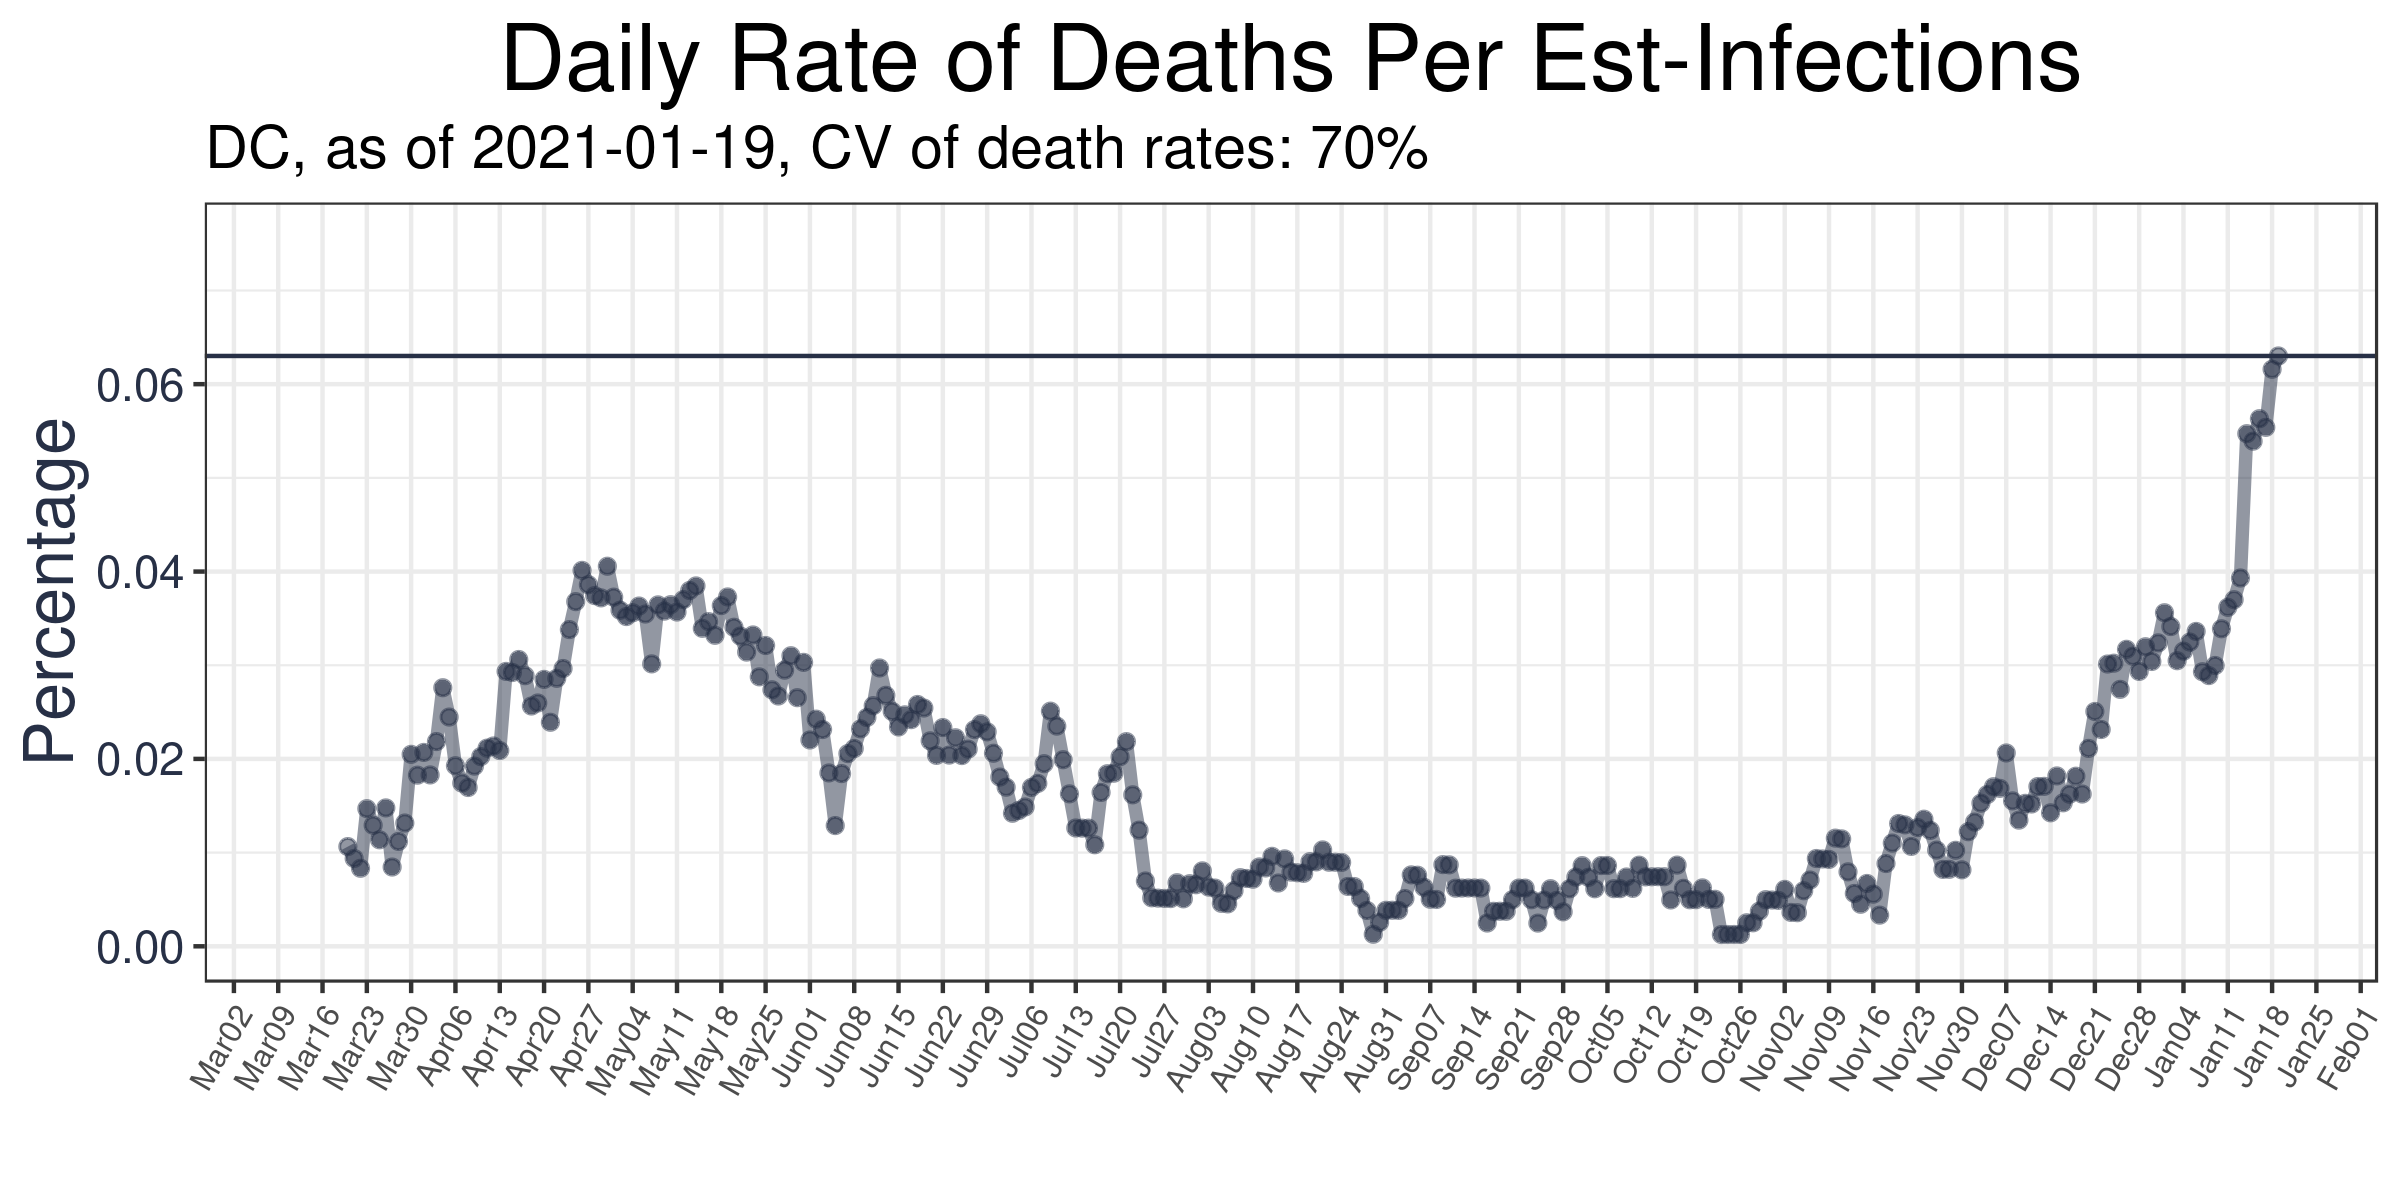 Daily Rate of Deaths Per Est-Infections
DC, as of 2021-01-19, CV of death rates: 70%
Percentage
0.06
0.04
0.02
0.00
Mar02 Mar09 Mar16 Mar23 Mar30 Apr06 Apr13 Apr20 Apr27 May04 May11 May18 May25 Jun01 Jun08 Jun15 Jun22 Jun29 Jul06 Jul13 Jul20 Jul27 Aug03 Aug10 Aug17 Aug24 Aug31 Sep07 Sep14 Sep21 Sep28 Oct05 Oct12 Oct19 Oct26 Nov02 Nov09 Nov16 Nov23 Nov30 Dec07 Dec14 Dec21 Dec28 Jan04 Jan11 Jan18 Jan25 Feb01